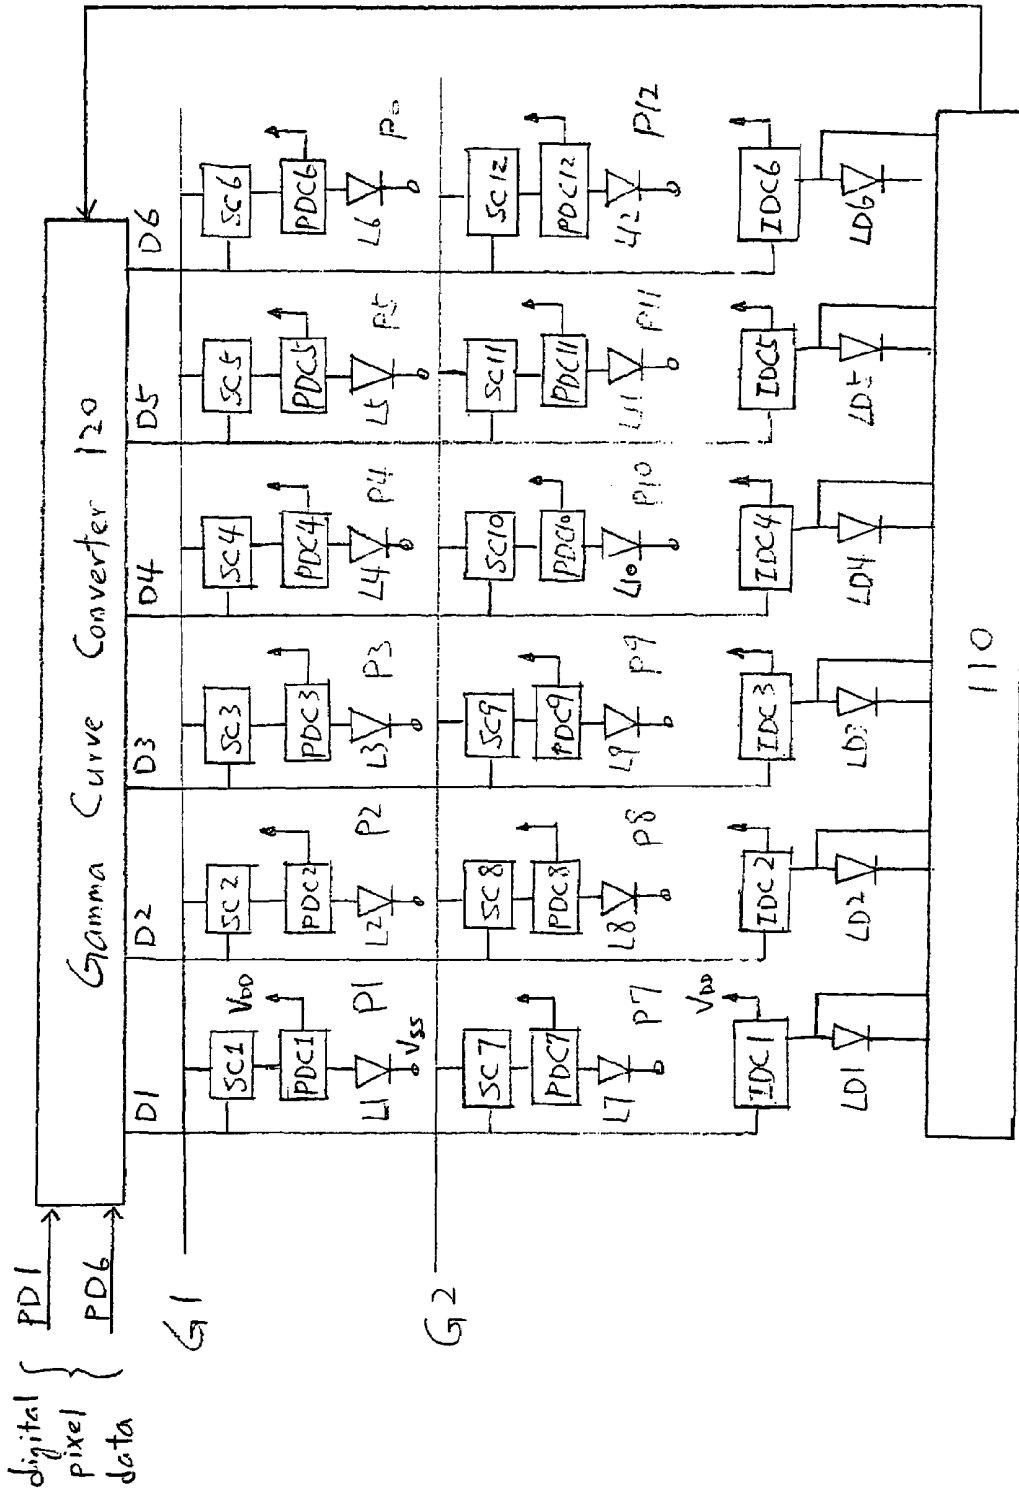 digital
pixel
data
PD1
PD6
Gamma Curve Converter 120
D1
D2
D3
D4
D5
D6
G1
SC1
SC2
SC3
SC4
SC5
SC6
VDD
PDC1
PDC2
PDC3
PDC4
PDC5
PDC6
L1
L2
L3
L4
L5
L6
P1
P2
P3
P4
P5
VSS
G2
SC7
SC8
SC9
SC10
SC11
SC12
PDC7
PDC8
PDC9
PDC10
PDC11
PDC12
L7
L8
L9
L10
L11
L12
P7
P8
P9
P10
P11
P12
VDD
IDC1
IDC2
IDC3
IDC4
IDC5
IDC6
LD1
LD2
LD3
LD4
LD5
LD6
110